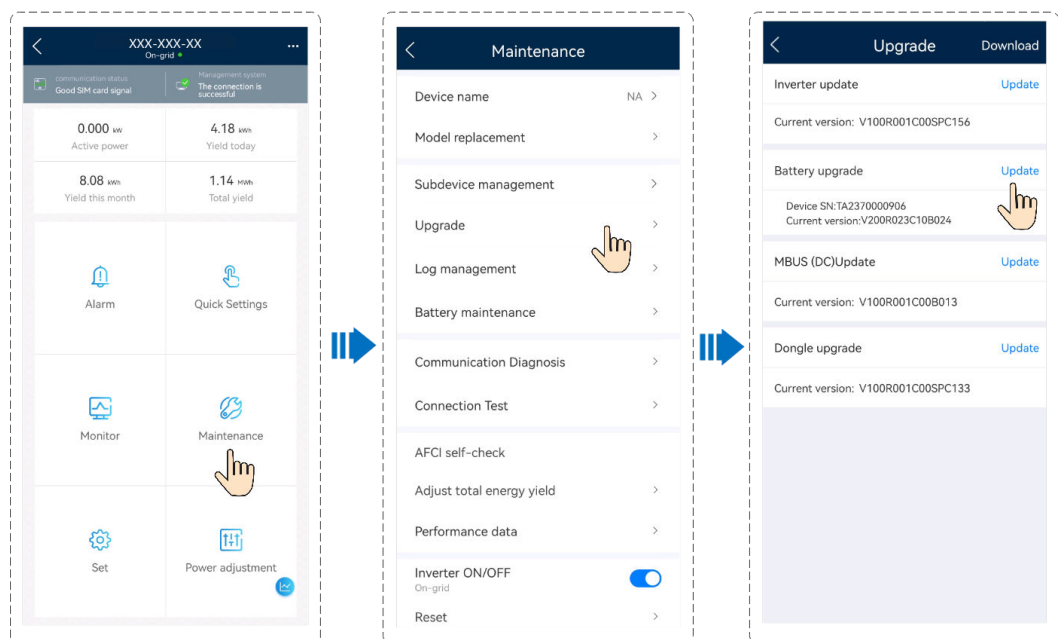 XXX-XXX-XX
On-grid
...
communication status
Good SIM card signal
Management system
The connection is
successful
0.000 kW
Active power
4.18 kWh
Yield today
8.08 kWh
Yield this month
1.14 MWh
Total yield
Alarm
Quick Settings
Monitor
Maintenance
Set
Power adjustment
Maintenance
Device name NA
Model replacement
Subdevice management
Upgrade
Log management
Battery maintenance
Communication Diagnosis
Connection Test
AFCI self-check
Adjust total energy yield
Performance data
Inverter ON/OFF
On-grid
Reset
Upgrade Download
Inverter update Update
Current version: V100R001C00SPC156
Battery upgrade Update
Device SN:TA2370000906
Current version:V200R023C10B024
MBUS (DC)Update Update
Current version: V100R001C00B013
Dongle upgrade Update
Current version: V100R001C00SPC133